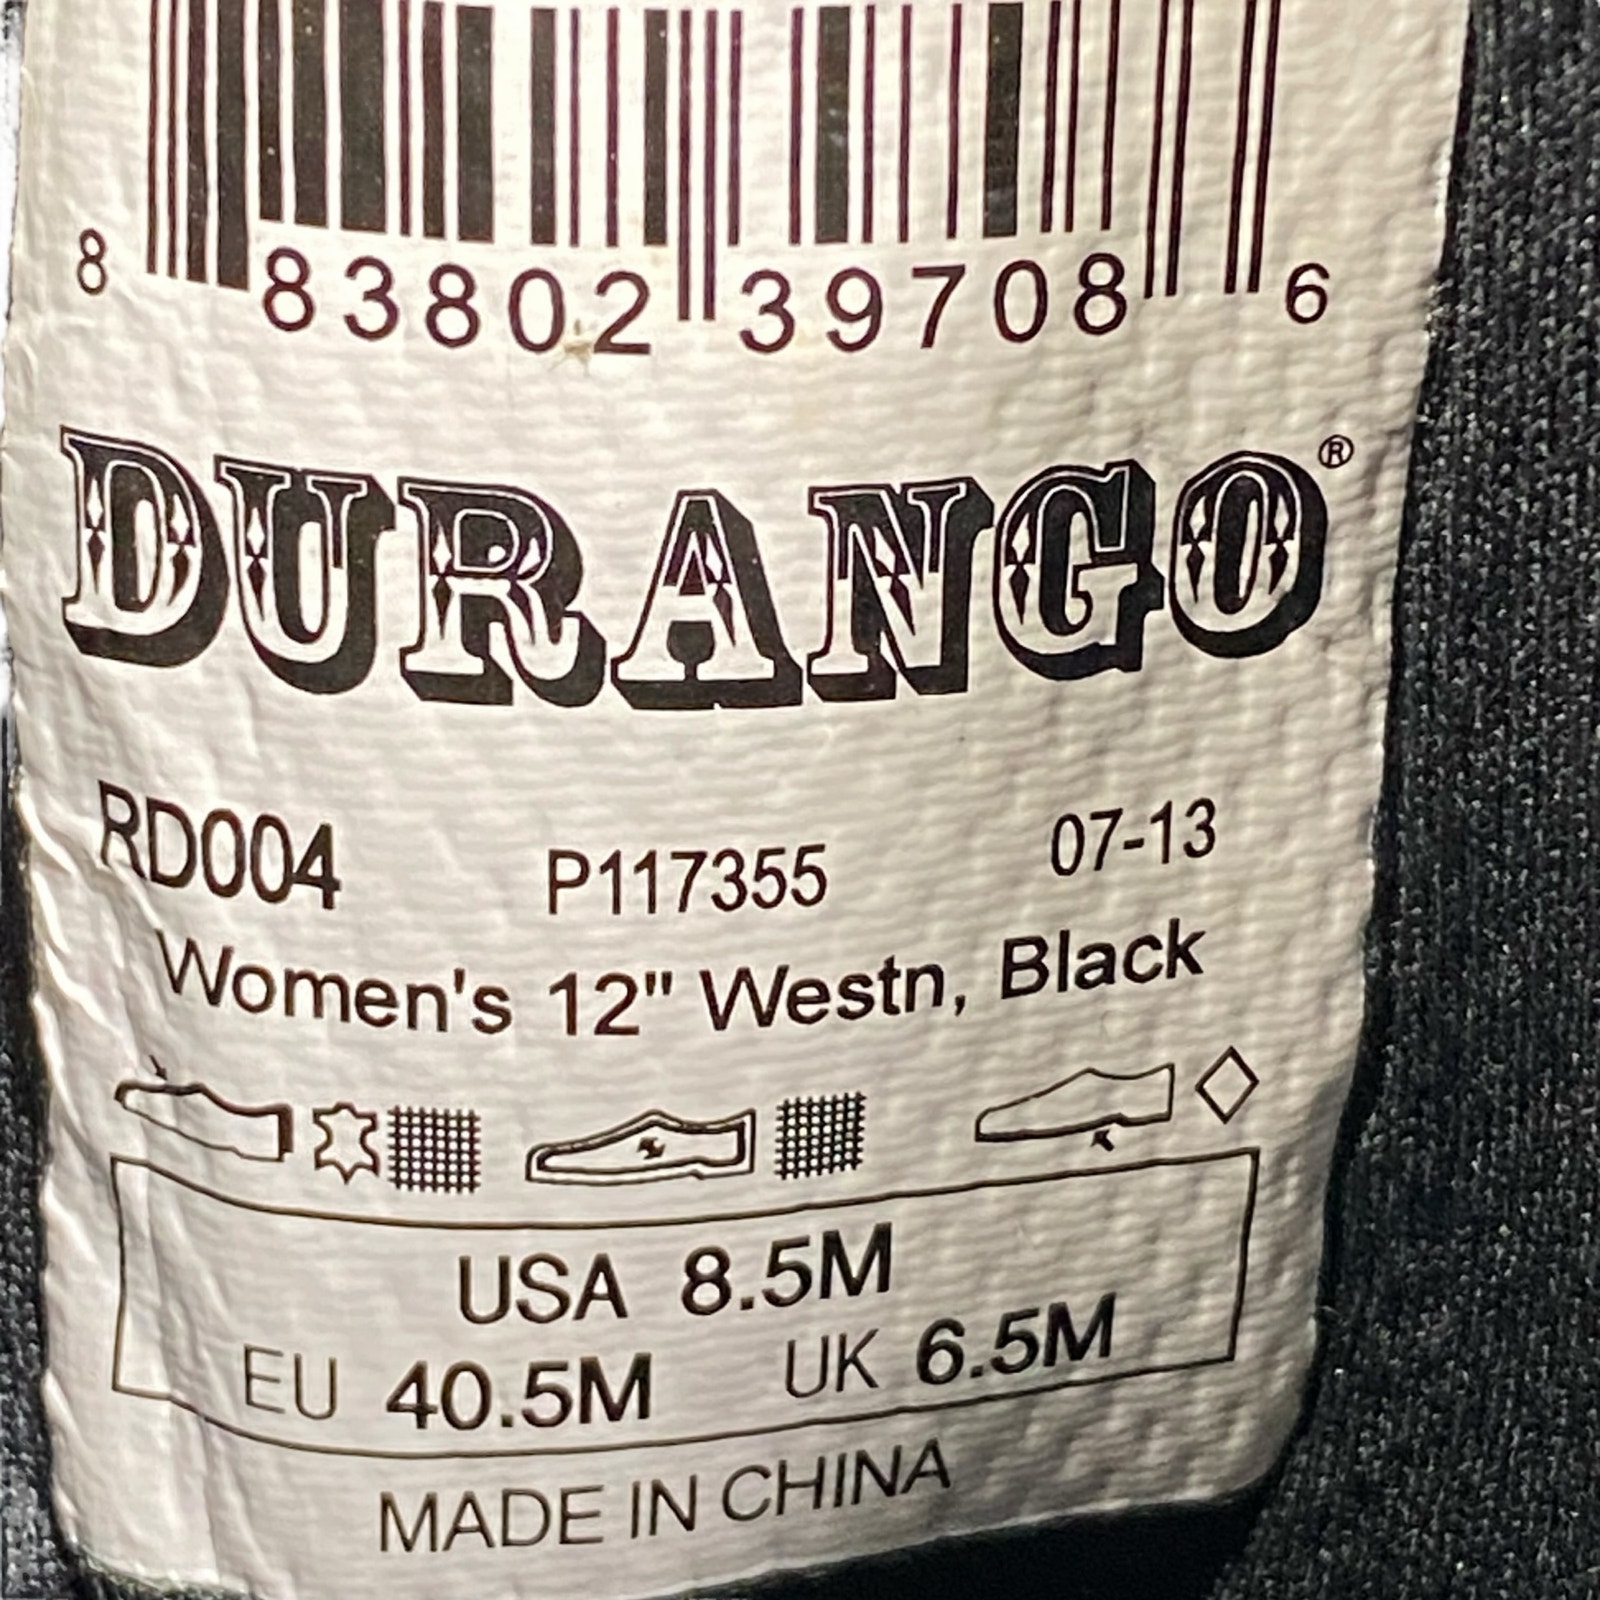 8 83802 39708 6
DURANGO®
RD004 P117355 07-13
Women's 12" Westn, Black
USA 8.5M
EU 40.5M UK 6.5M
MADE IN CHINA